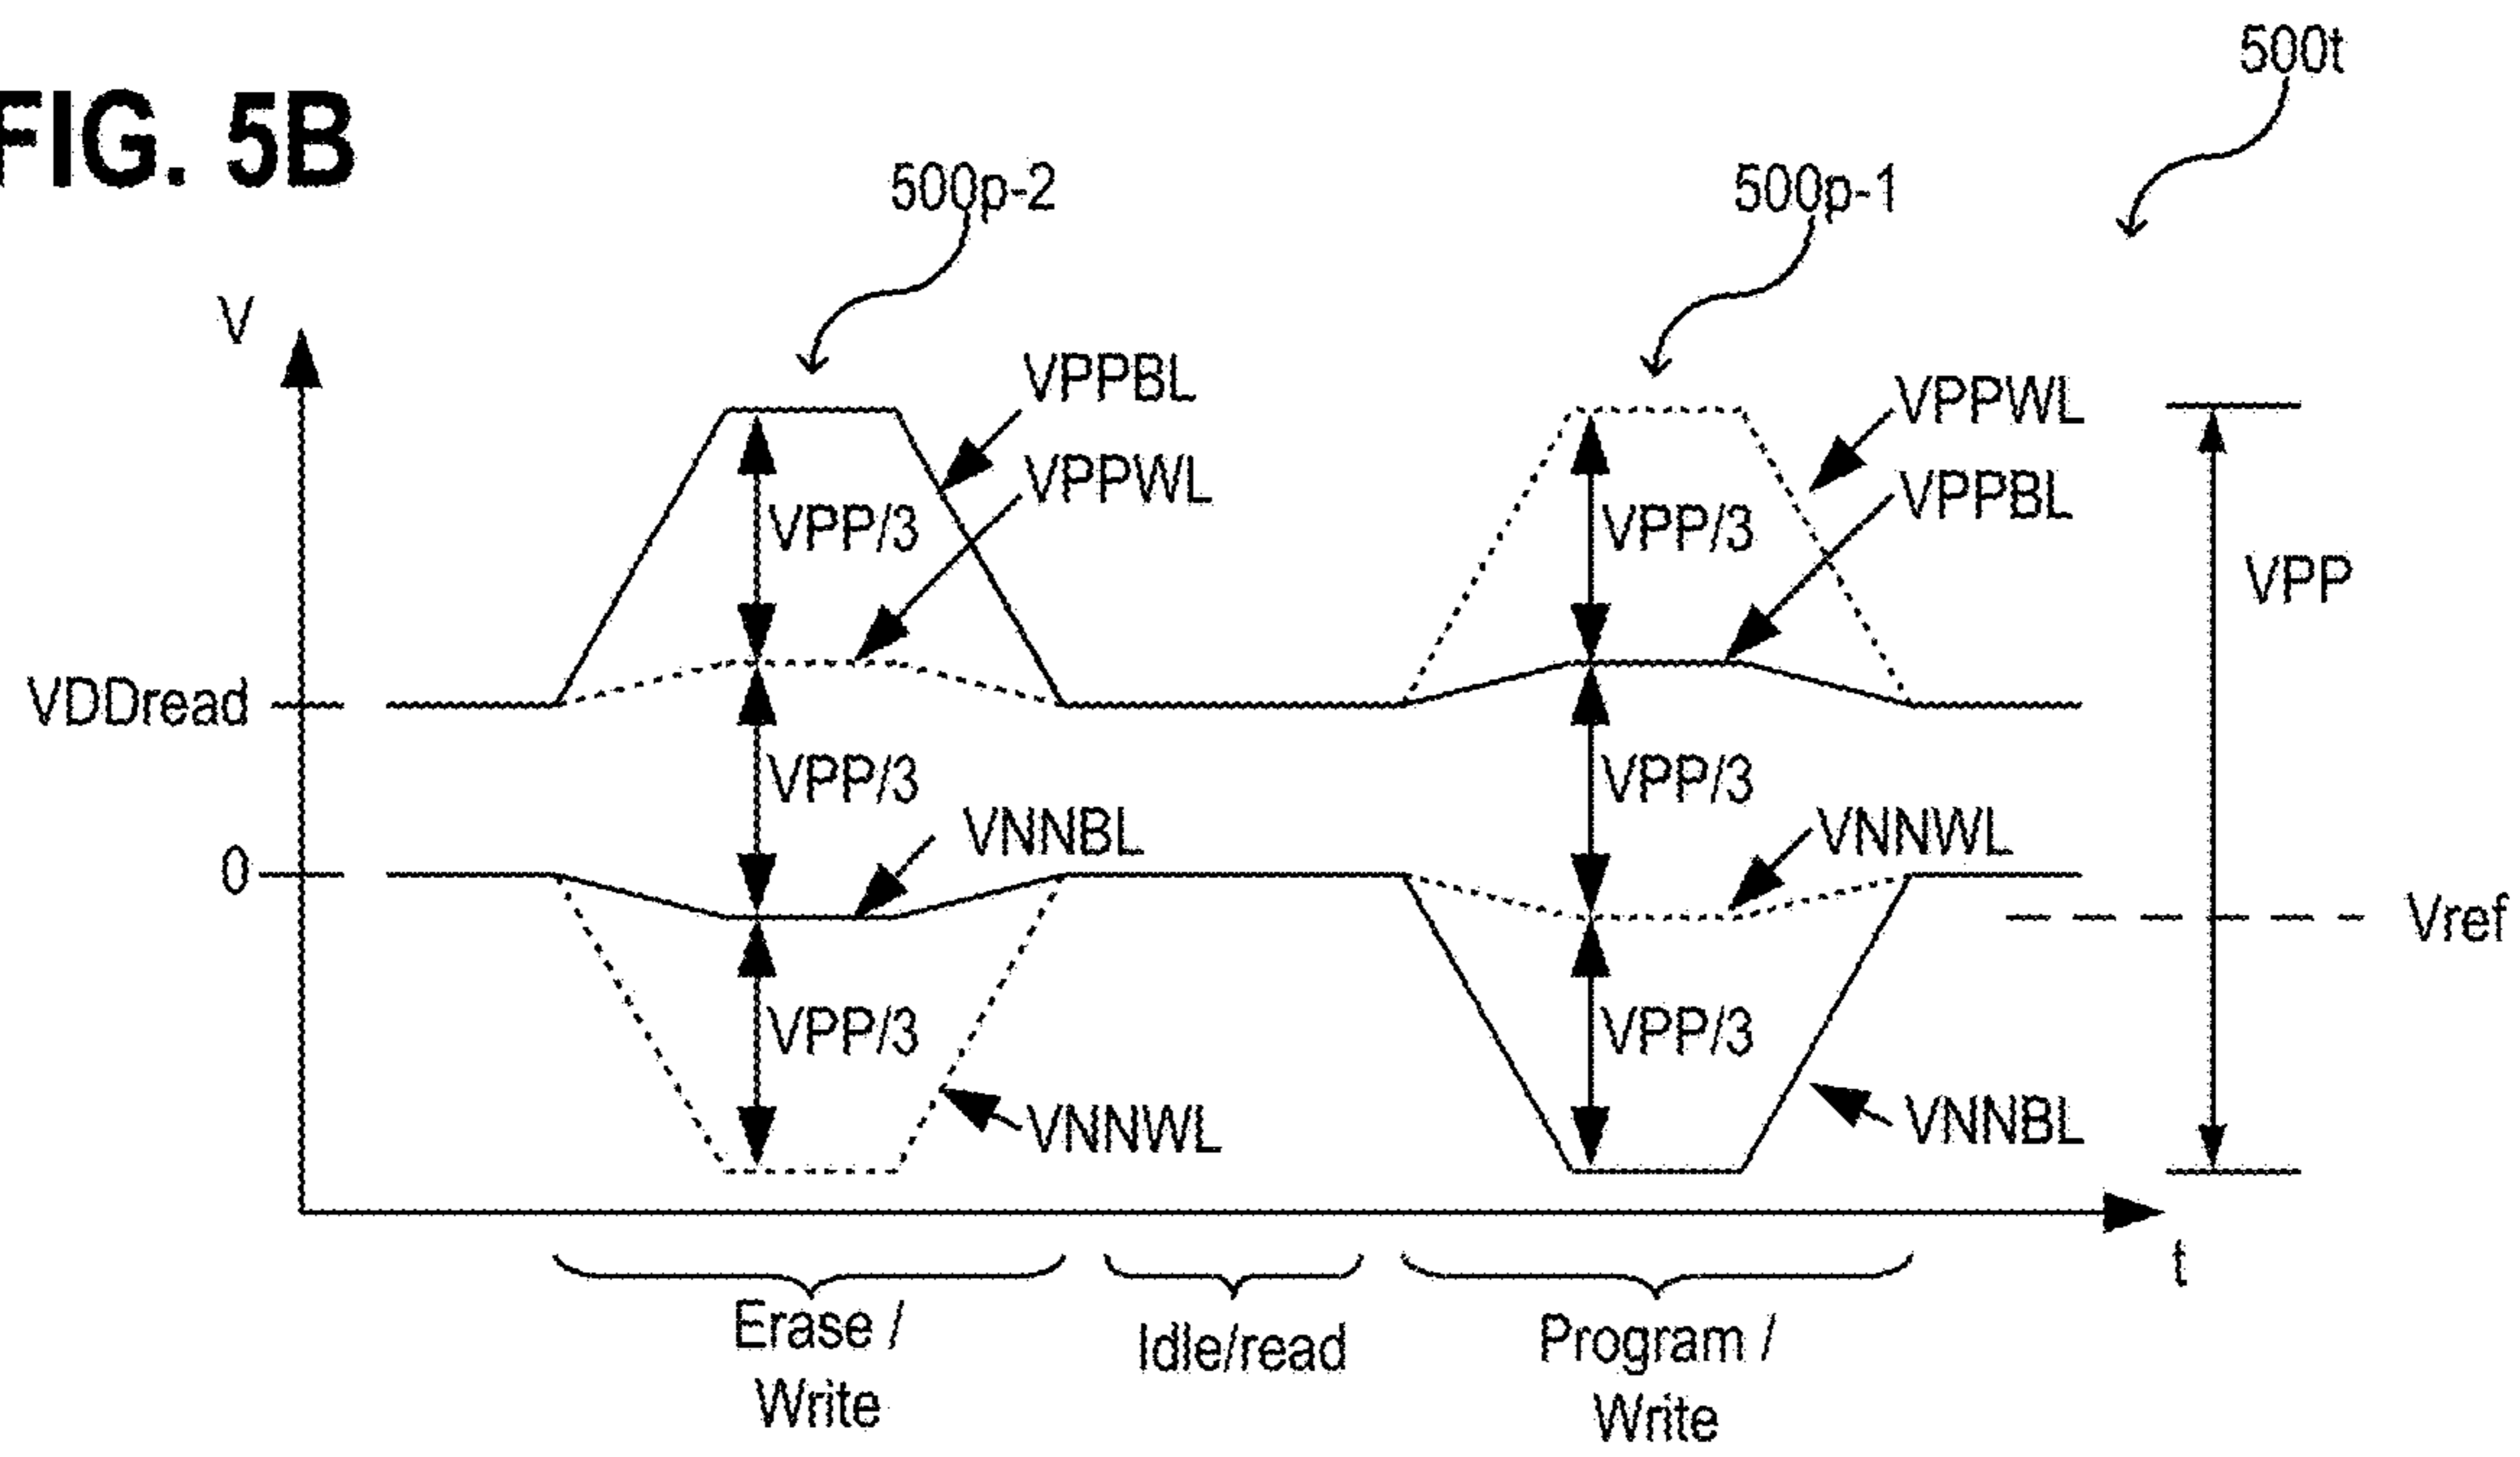 FIG. 5B
500t
500p-2
500p-1
V
VPPBL
VPPWL
VPPWL
VPPBL
VPP/3
VPP/3
VPP
VDDread
VPP/3
VPP/3
VNNBL
VNNWL
0
Vref
VPP/3
VPP/3
VNNWL
VNNBL
t
Erase /
Write
Idle/read
Program /
Write